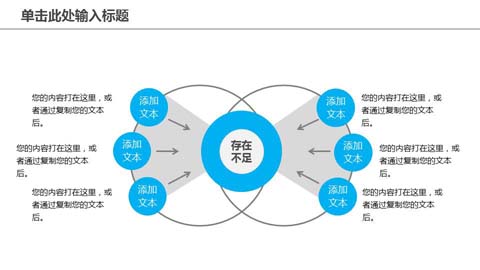 单击此处输入标题
您的内容打在这里，或
者通过复制您的文本
后。
添加
文本
添加
文本
您的内容打在这里，或
者通过复制您的文本
后。
您的内容打在这里，或
者通过复制您的文本
后。
添加
文本
存在
不足
添加
文本
您的内容打在这里，或
者通过复制您的文本
后。
您的内容打在这里，或
者通过复制您的文本
后。
添加
文本
添加
文本
您的内容打在这里，或
者通过复制您的文本
后。